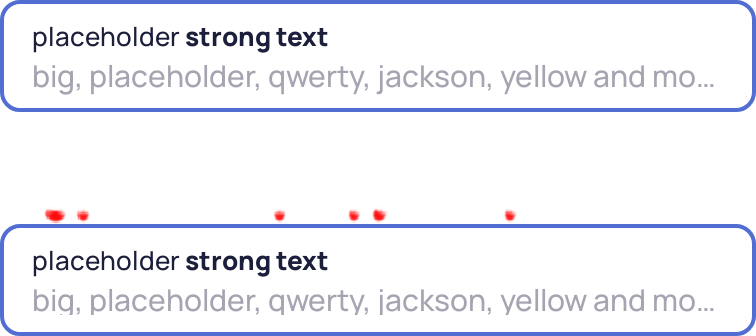 placeholder strong text
big, placeholder, qwerty, jackson, yellow and mo...
placeholder strong text
big, placeholder, qwerty, jackson, yellow and mo...